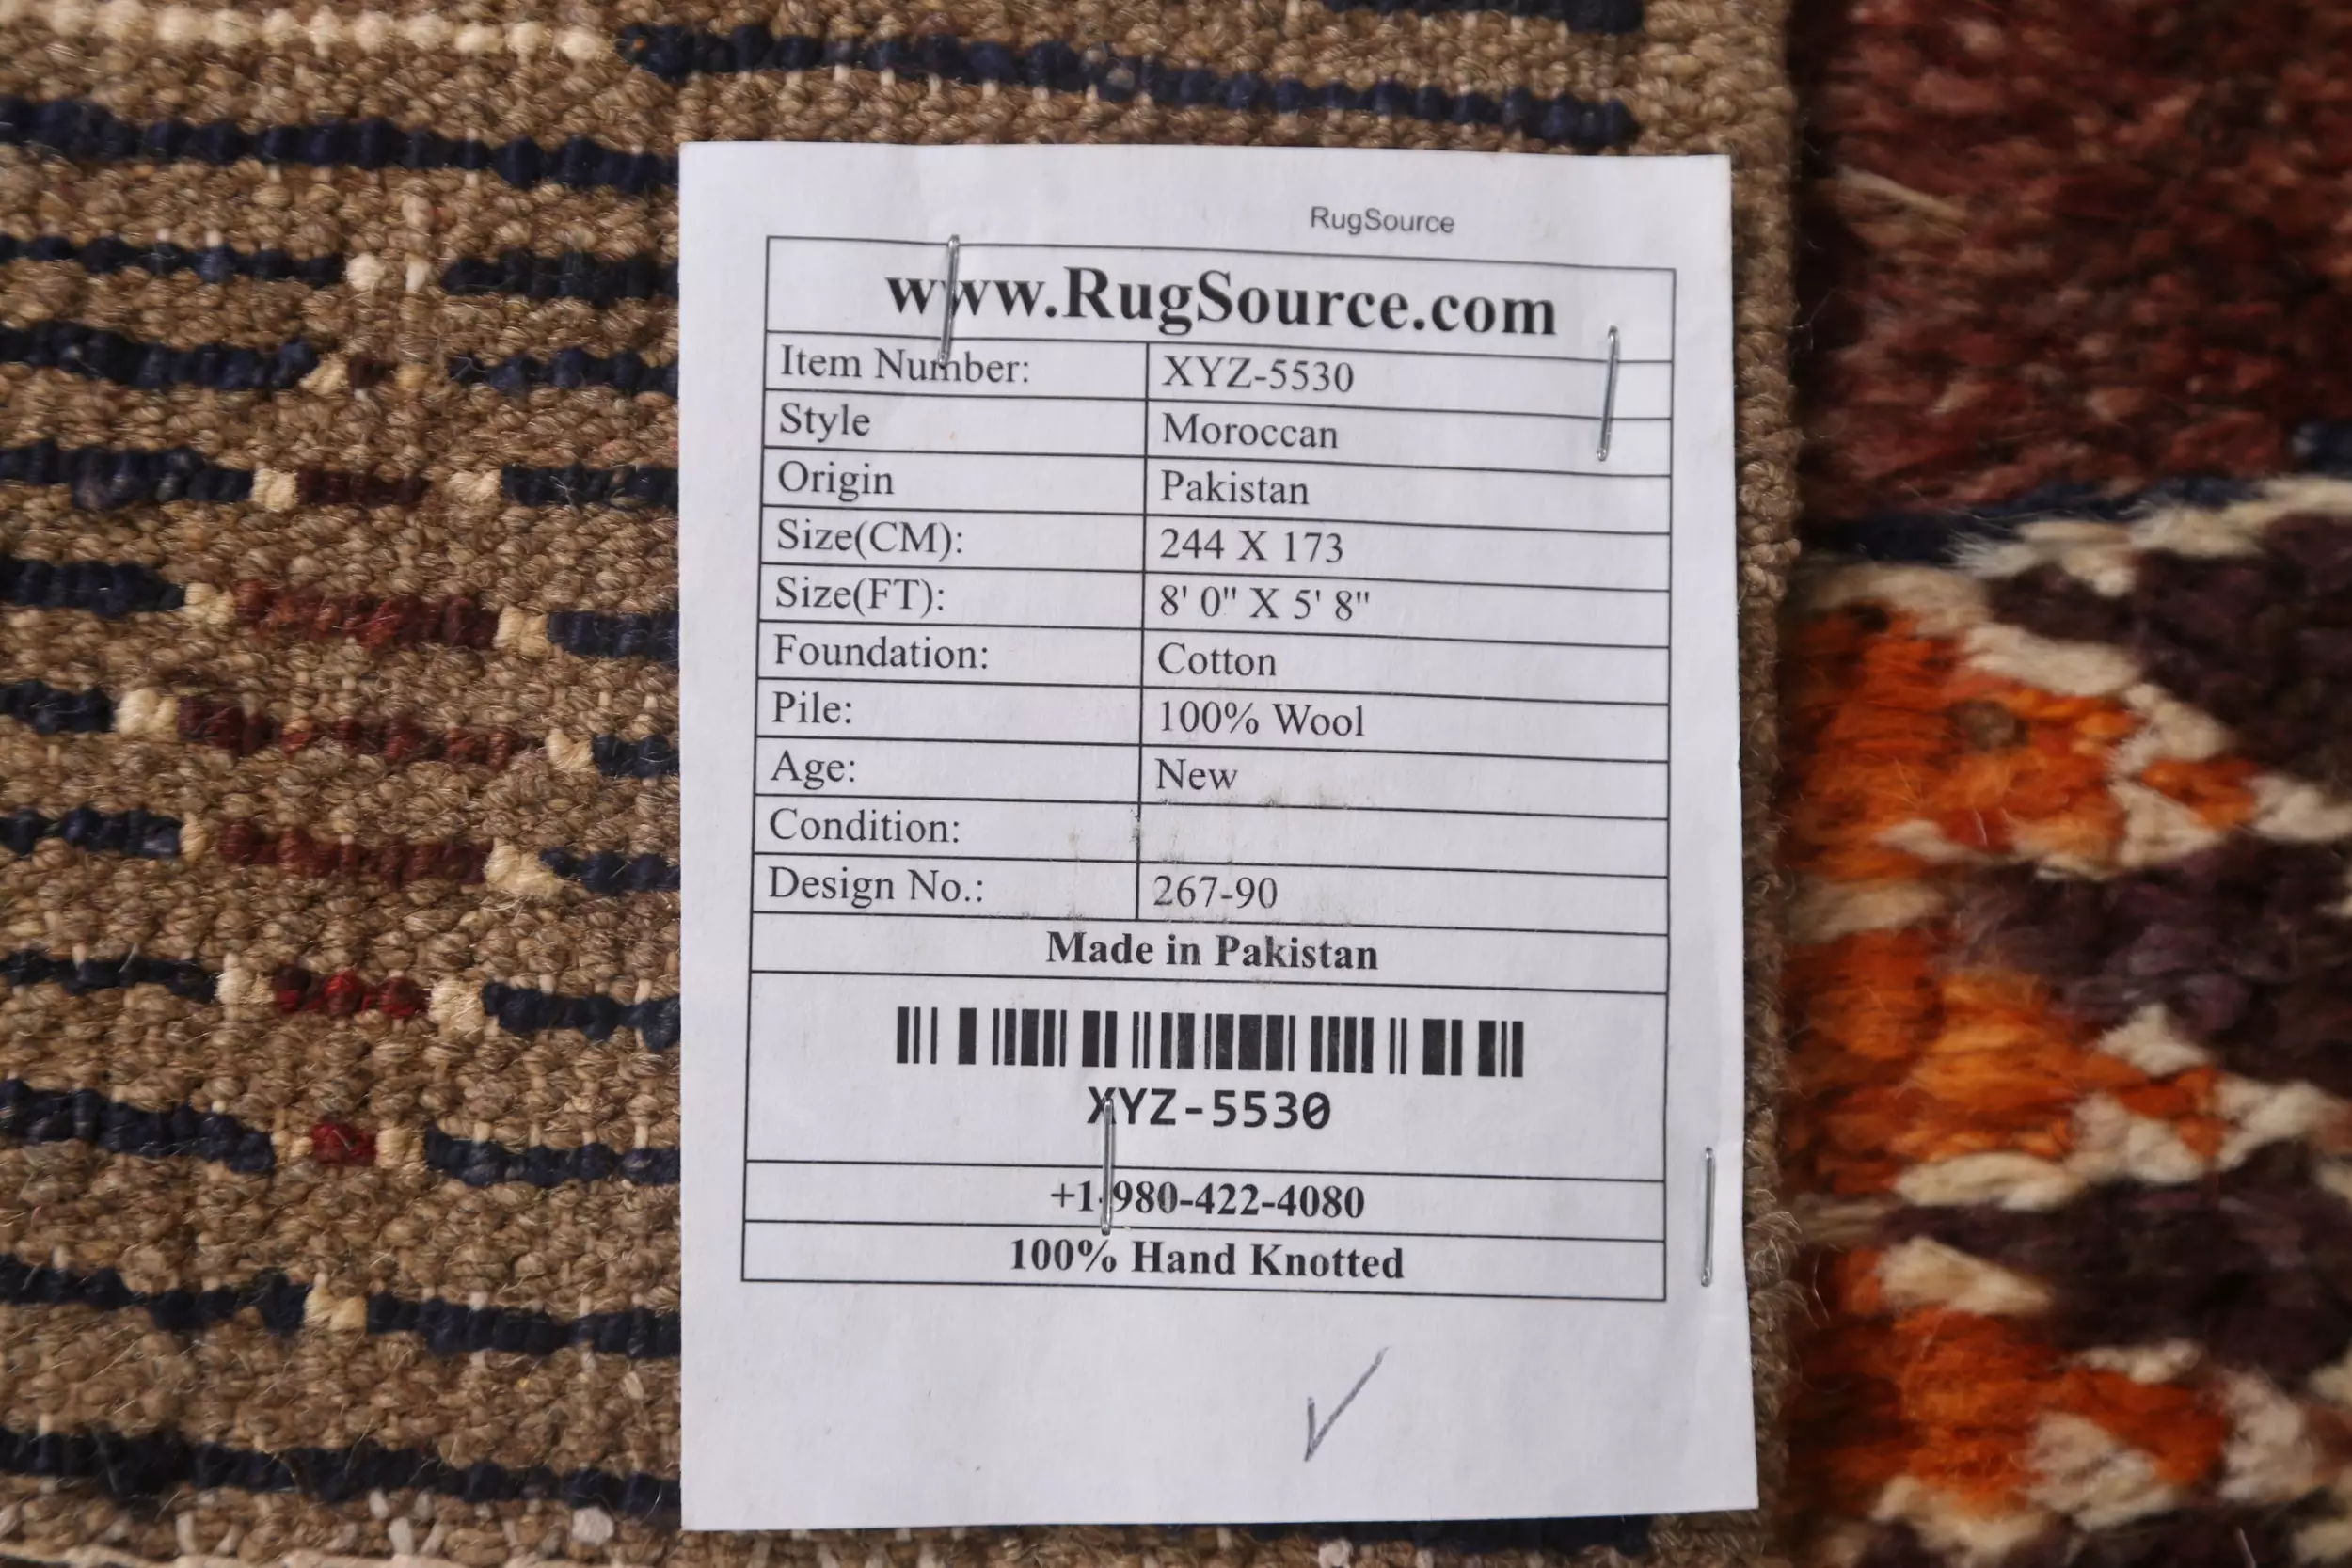 RugSource
www.RugSource.com
Item Number: XYZ-5530
Style Moroccan
Origin Pakistan
Size(CM): 244 X 173
Size(FT): 8' 0" X 5' 8"
Foundation: Cotton
Pile: 100% Wool
Age: New
Condition:
Design No.: 267-90
Made in Pakistan
XYZ-5530
+1-980-422-4080
100% Hand Knotted